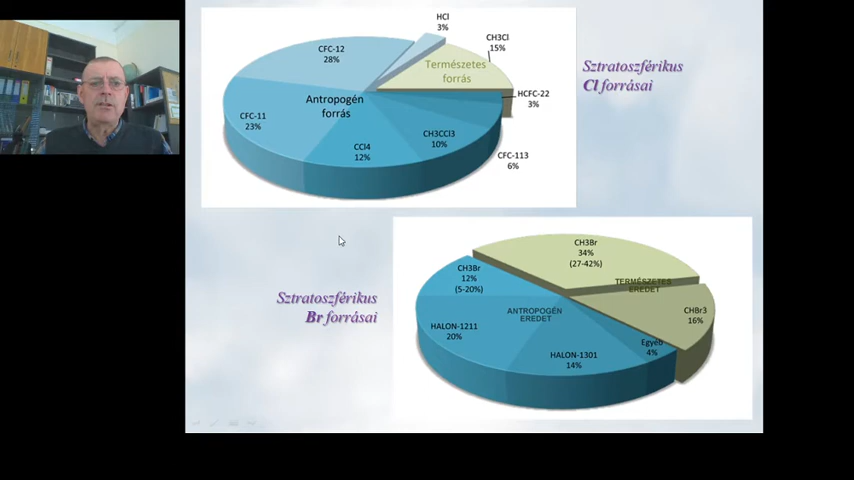 HCl
3%
CH3Cl
15%
CFC-12
28%
Természetes
forrás
HCFC-22
3%
Antropogén
forrás
CFC-11
23%
CH3CCl3
10%
CCl4
12%
CFC-113
6%
Sztratoszférikus
Cl forrásai
CH3Br
34%
(27-42%)
CH3Br
12%
(5-20%)
TERMÉSZETES
EREDET
CHBr3
16%
ANTROPOGÉN
EREDET
HALON-1211
20%
Egyéb
4%
HALON-1301
14%
Sztratoszférikus
Br forrásai